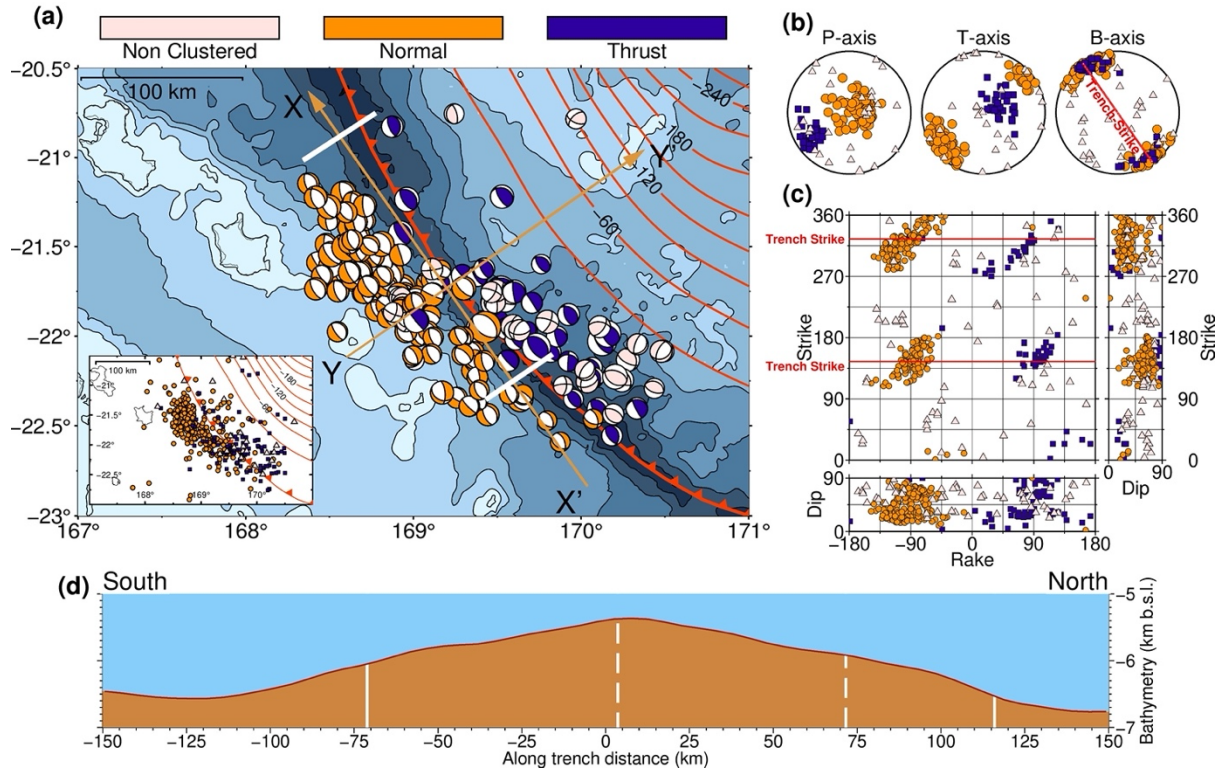 (a)
Non Clustered
Normal
Thrust
−20.5°
−21°
−21.5°
−22°
−22.5°
−23°
167°
168°
169°
170°
171°
100 km
X
X'
Y
Y'
−240
−180
−120
−60
100 km
−21°
−21.5°
−22°
−22.5°
168°
169°
170°
−180
−120
−60
(b)
P-axis
T-axis
B-axis
Trench-Strike
(c)
360
270
180
90
0
Strike
Trench Strike
Trench Strike
360
270
180
90
0
Strike
0
90
Dip
90
0
Dip
−180
−90
0
90
180
Rake
(d)
South
North
−5
−6
−7
Bathymetry (km b.s.l.)
−150
−125
−100
−75
−50
−25
0
25
50
75
100
125
150
Along trench distance (km)